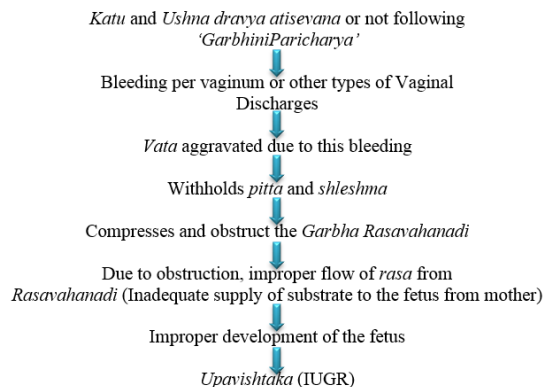 Katu and Ushna dravya atisevana or not following
‘GarbhiniParicharya’
Bleeding per vaginum or other types of Vaginal
Discharges
Vata aggravated due to this bleeding
Withholds pitta and shleshma
Compresses and obstruct the Garbha Rasavahanadi
Due to obstruction, improper flow of rasa from
Rasavahanadi (Inadequate supply of substrate to the fetus from mother)
Improper development of the fetus
Upavishtaka (IUGR)